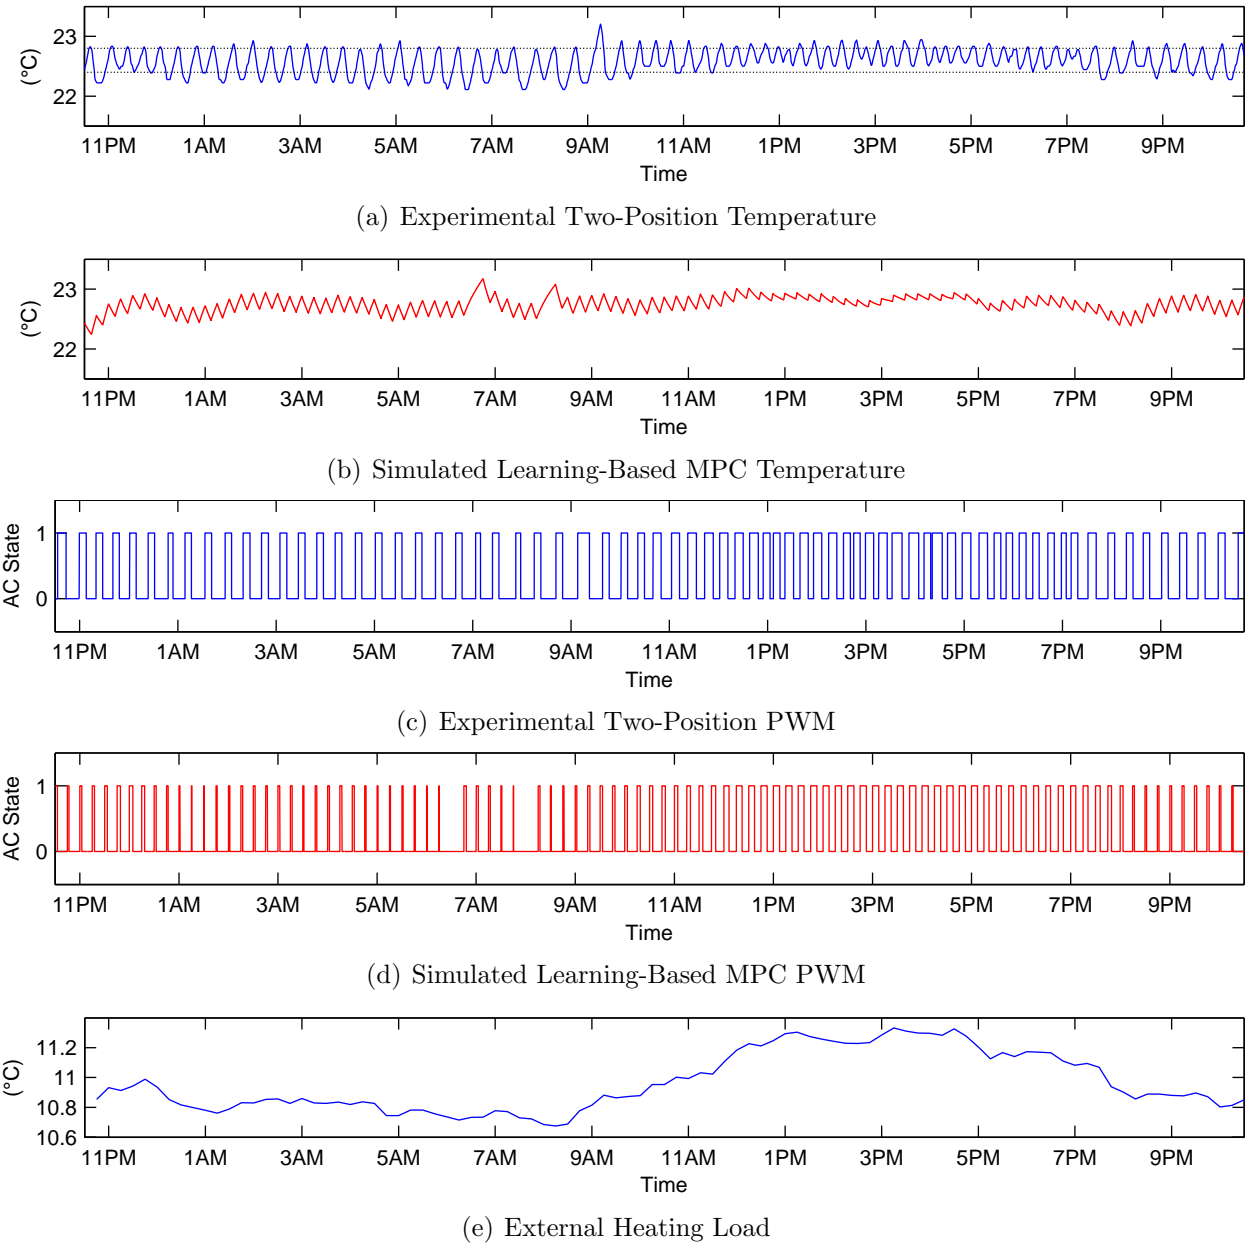 23
22
(°C)
11PM 1AM 3AM 5AM 7AM 9AM 11AM 1PM 3PM 5PM 7PM 9PM
Time
(a) Experimental Two-Position Temperature
23
22
(°C)
11PM 1AM 3AM 5AM 7AM 9AM 11AM 1PM 3PM 5PM 7PM 9PM
Time
(b) Simulated Learning-Based MPC Temperature
1
0
AC State
11PM 1AM 3AM 5AM 7AM 9AM 11AM 1PM 3PM 5PM 7PM 9PM
Time
(c) Experimental Two-Position PWM
1
0
AC State
11PM 1AM 3AM 5AM 7AM 9AM 11AM 1PM 3PM 5PM 7PM 9PM
Time
(d) Simulated Learning-Based MPC PWM
11.2
11
10.8
10.6
(°C)
11PM 1AM 3AM 5AM 7AM 9AM 11AM 1PM 3PM 5PM 7PM 9PM
Time
(e) External Heating Load